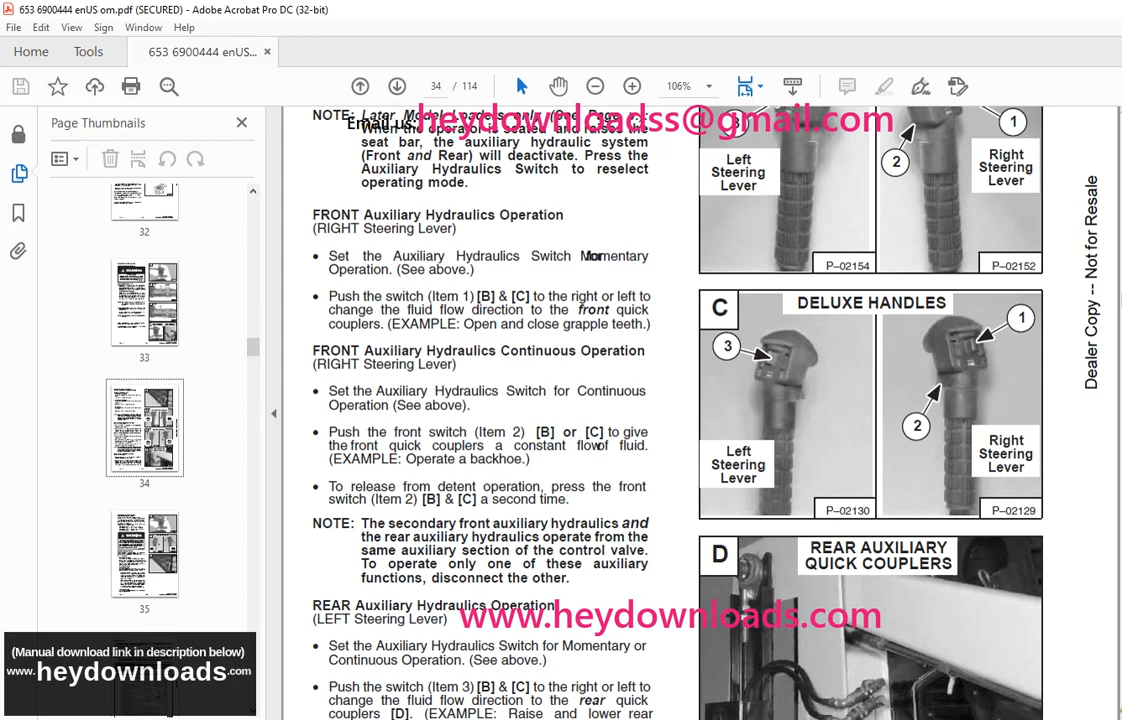 653 6900444 enUS om.pdf (SECURED) - Adobe Acrobat Pro DC (32-bit)
File Edit View Sign Window Help
Home Tools 653 6900444 enUS... ×
34 / 114 106%
Page Thumbnails
32
33
34
35
(Manual download link in description below)
www.heydownloads.com
Email us: heydownloadss@gmail.com
NOTE: Later Model Loaders only (See Page
When the operator is seated and raises the
seat bar, the auxiliary hydraulic system
(Front and Rear) will deactivate. Press the
Auxiliary Hydraulics Switch to reselect
operating mode.
FRONT Auxiliary Hydraulics Operation
(RIGHT Steering Lever)
• Set the Auxiliary Hydraulics Switch for Momentary
Operation. (See above.)
• Push the switch (Item 1) [B] & [C] to the right or left to
change the fluid flow direction to the front quick
couplers. (EXAMPLE: Open and close grapple teeth.)
FRONT Auxiliary Hydraulics Continuous Operation
(RIGHT Steering Lever)
• Set the Auxiliary Hydraulics Switch for Continuous
Operation (See above).
• Push the front switch (Item 2) [B] or [C] to give
the front quick couplers a constant flow of fluid.
(EXAMPLE: Operate a backhoe.)
• To release from detent operation, press the front
switch (Item 2) [B] & [C] a second time.
NOTE: The secondary front auxiliary hydraulics and
the rear auxiliary hydraulics operate from the
same auxiliary section of the control valve.
To operate only one of these auxiliary
functions, disconnect the other.
REAR Auxiliary Hydraulics Operation
(LEFT Steering Lever)
www.heydownloads.com
• Set the Auxiliary Hydraulics Switch for Momentary or
Continuous Operation. (See above.)
• Push the switch (Item 3) [B] & [C] to the right or left to
change the fluid flow direction to the rear quick
couplers [D]. (EXAMPLE: Raise and lower rear
3
Left
Steering
Lever
P–02154
1
2
Right
Steering
Lever
P–02152
C
DELUXE HANDLES
3
Left
Steering
Lever
P–02130
1
2
Right
Steering
Lever
P–02129
D
REAR AUXILIARY
QUICK COUPLERS
Dealer Copy -- Not for Resale